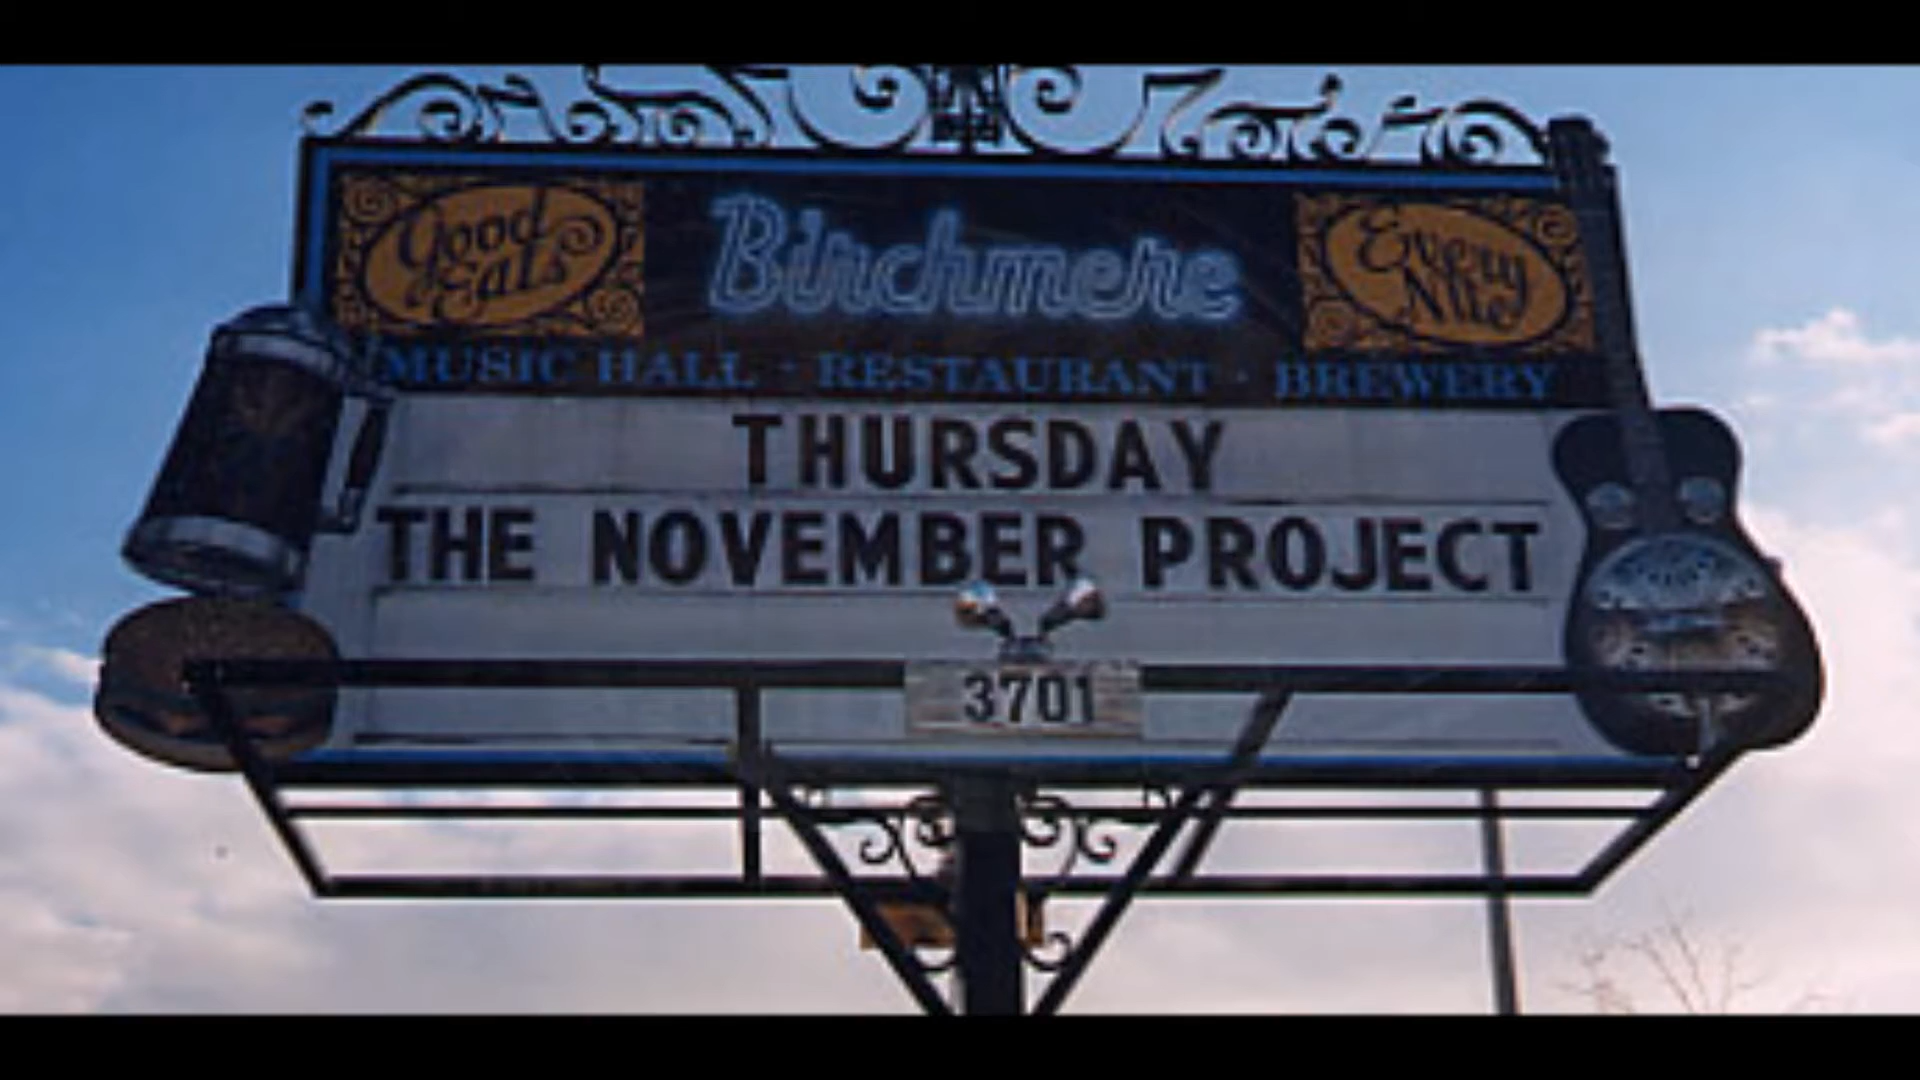 Good
Eats
Birchmere
Every
Nite
MUSIC HALL · RESTAURANT · BREWERY
THURSDAY
THE NOVEMBER PROJECT
3701